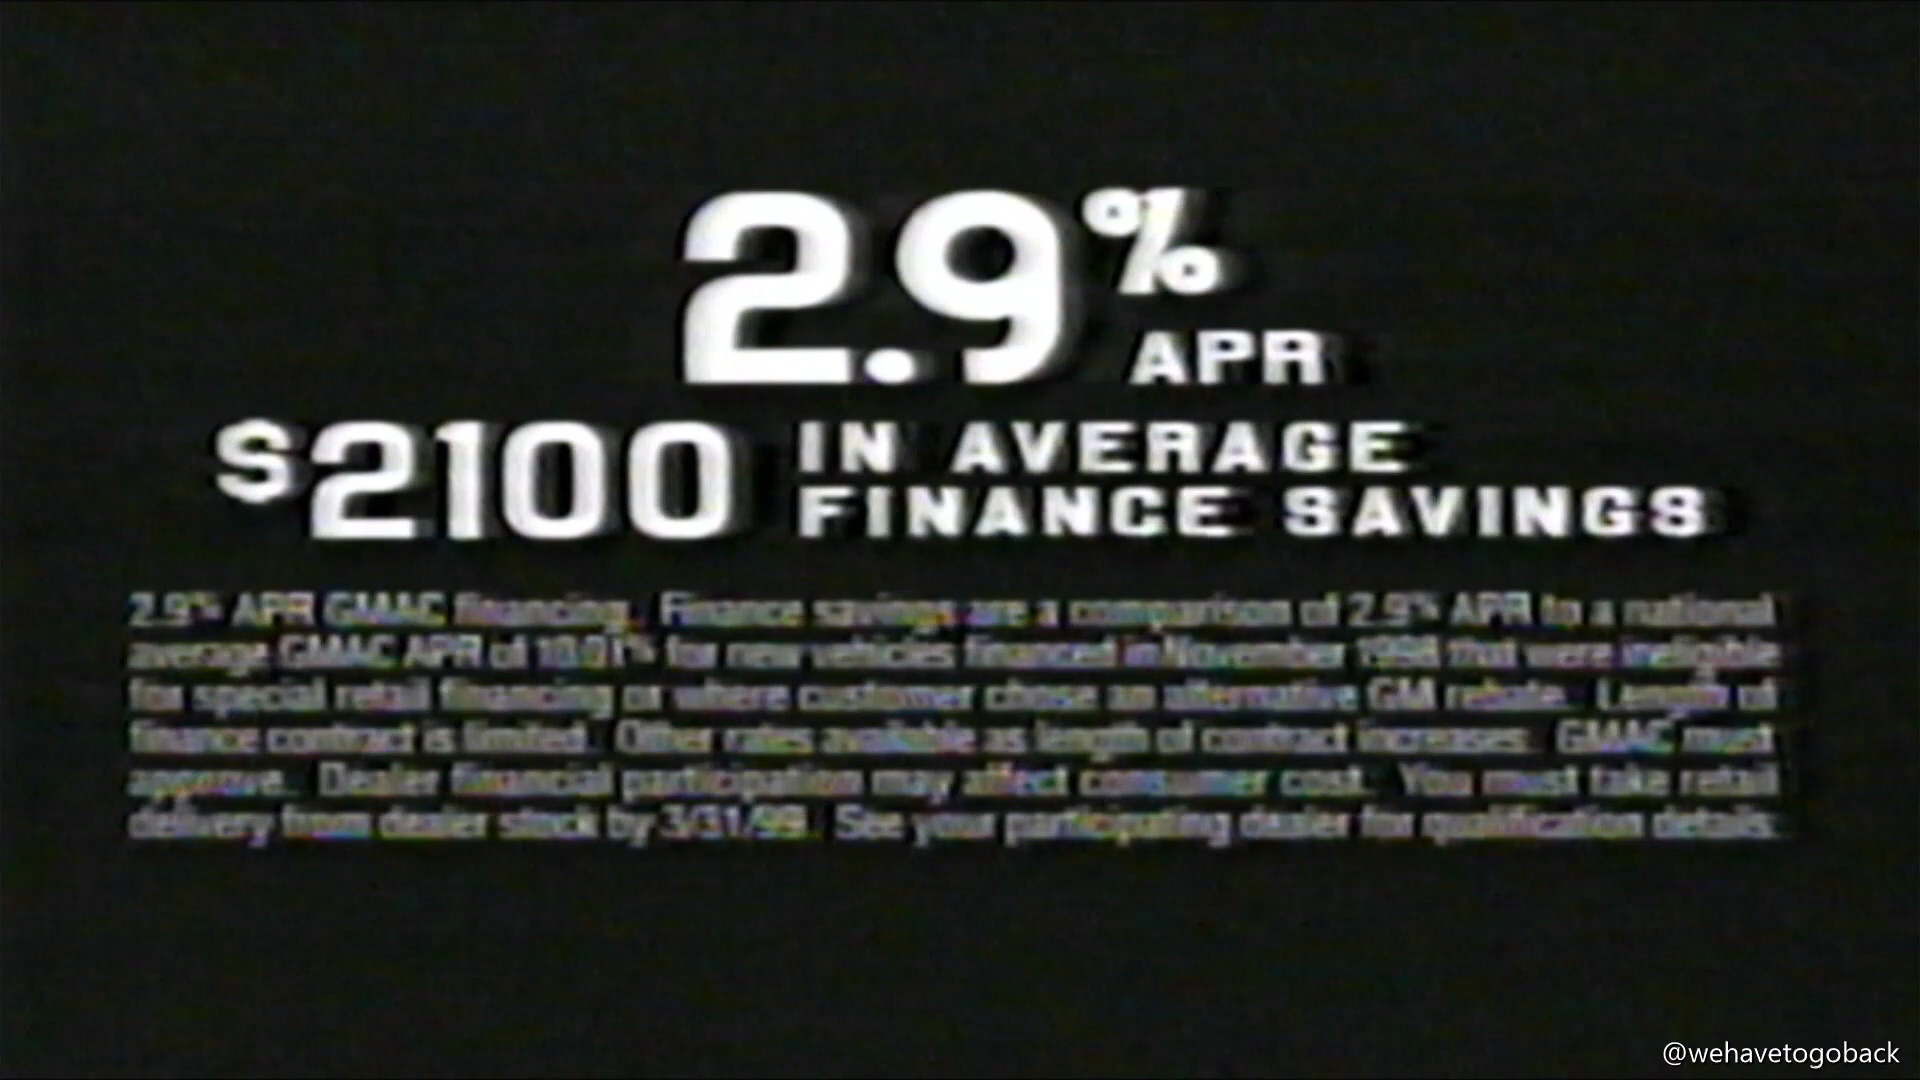 2.9%
APR
$2100 IN AVERAGE
FINANCE SAVINGS
2.9% APR GMAC financing. Finance savings are a comparison of 2.9% APR to a national
average GMAC APR of for new vehicles financed in November 1998 that were ineligible
for special retail financing or where customer chose an alternative GM rebate. Length of
finance contract is limited. Other rates available as length of contract increases. GMAC must
approve. Dealer financial participation may affect consumer cost. You must take retail
delivery from dealer stock by 3/31/99. See your participating dealer for qualification details.
@wehavetogoback